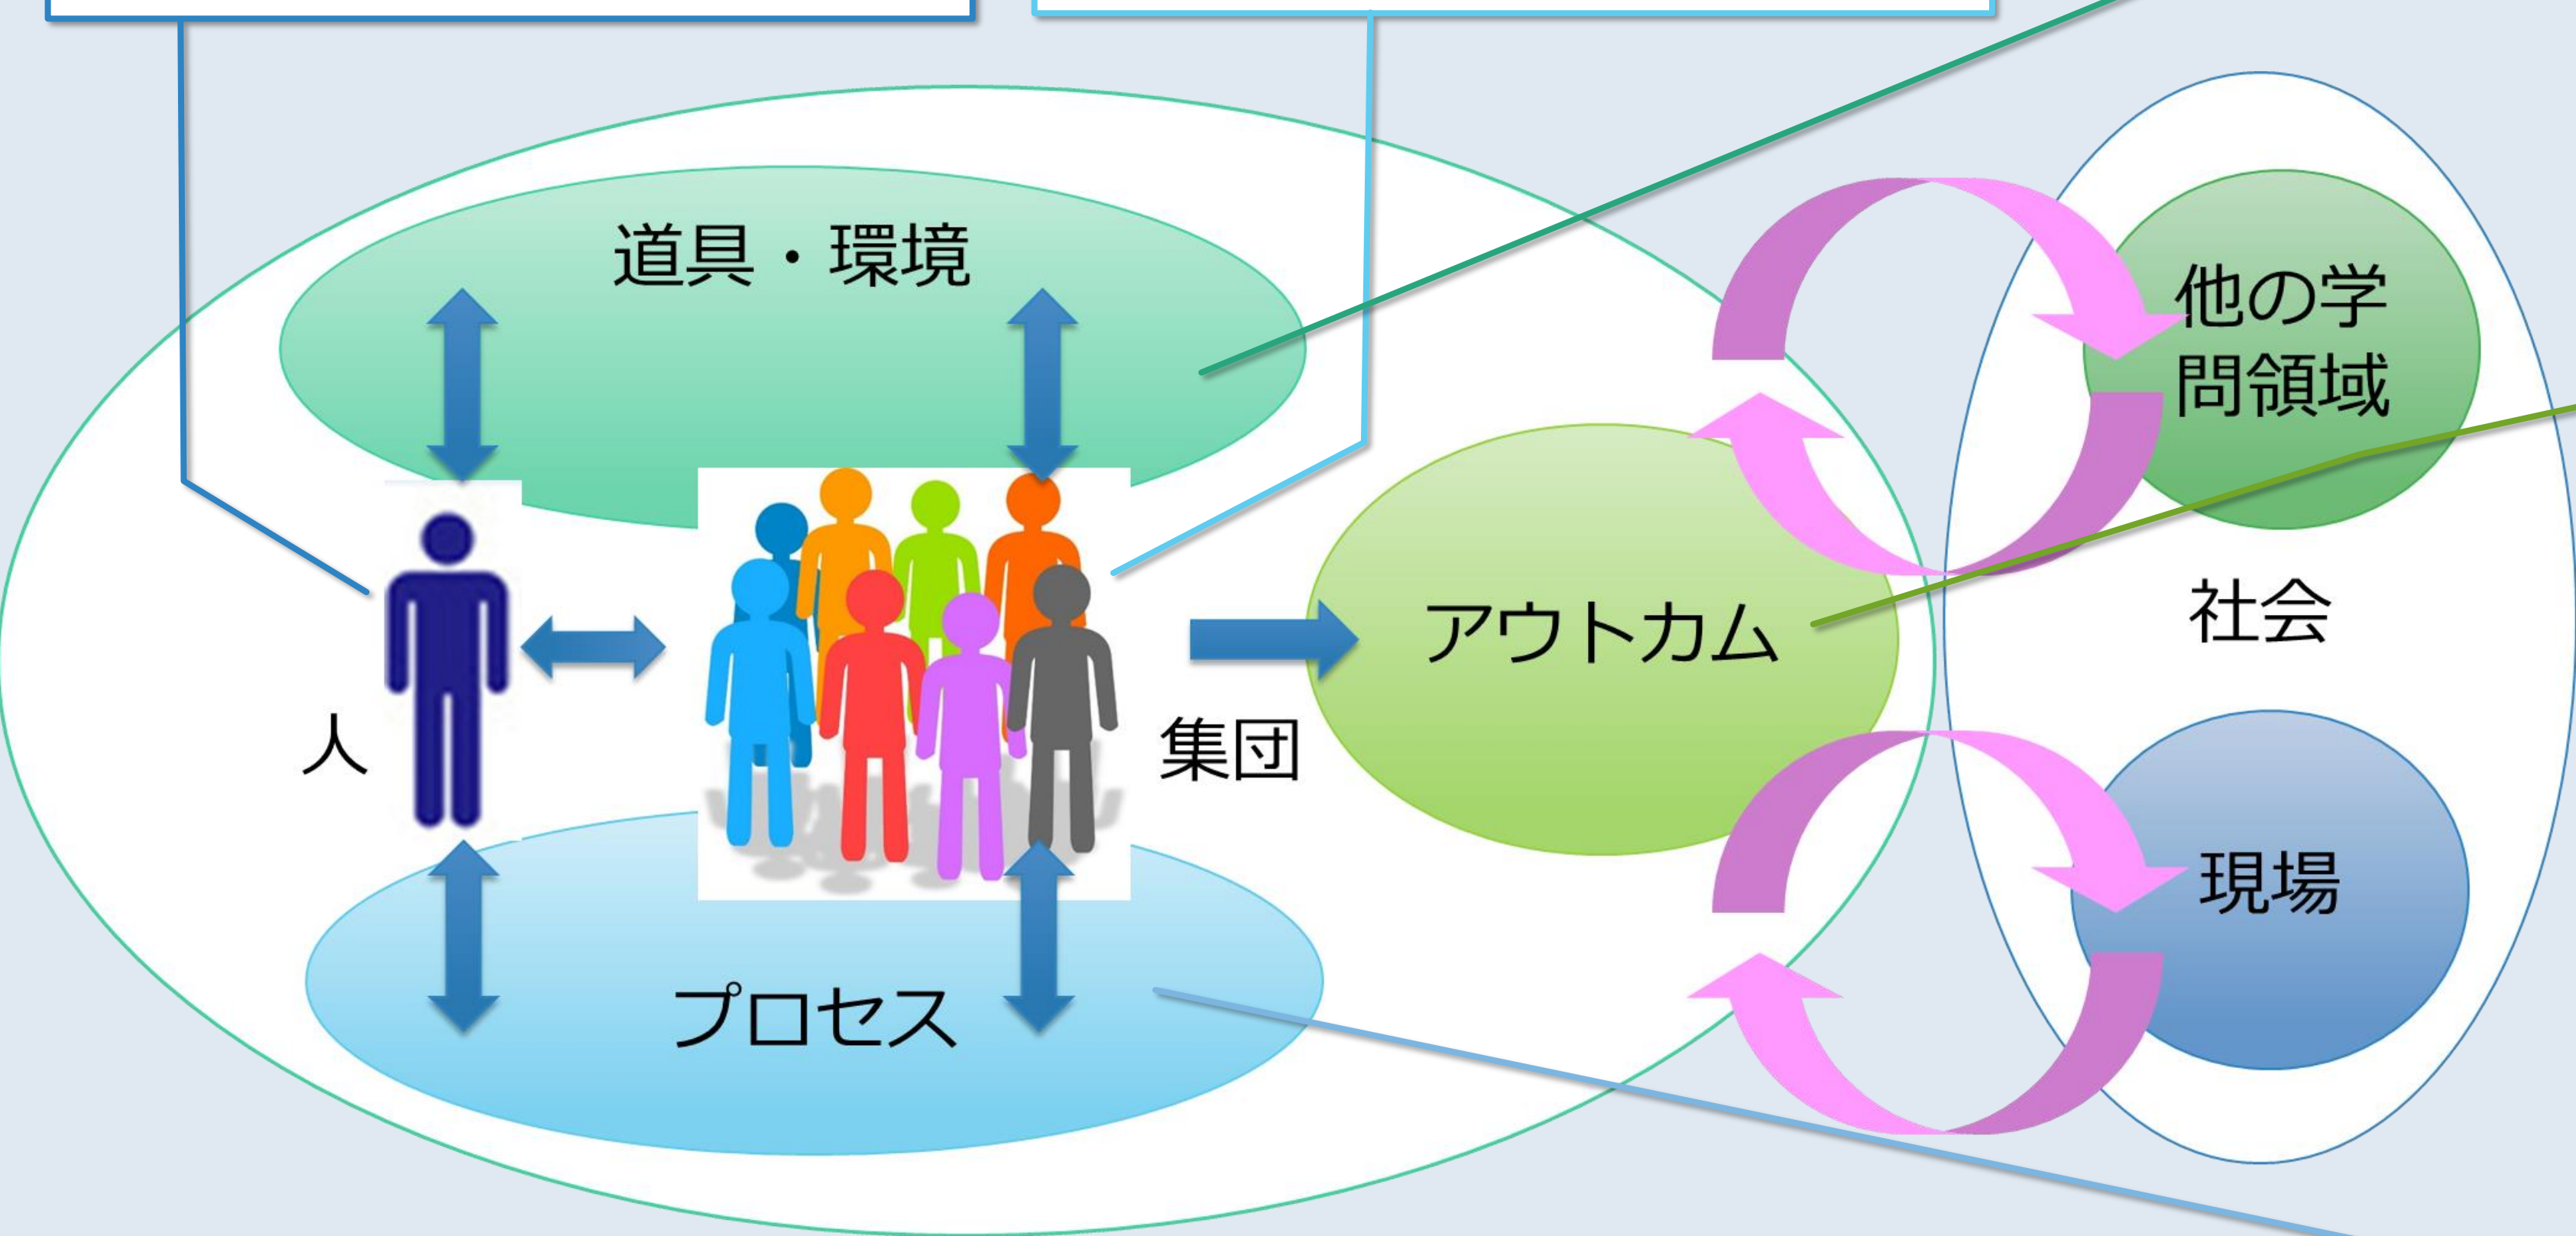 道具・環境
他の学
問領域
社会
アウトカム
人
集団
現場
プロセス